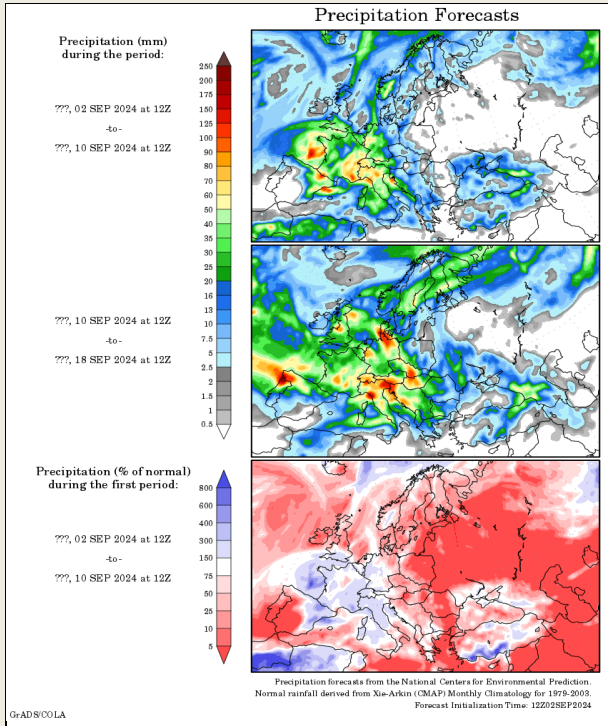 Precipitation Forecasts
Precipitation (mm)
during the period:
???, 02 SEP 2024 at 12Z
-to-
???, 10 SEP 2024 at 12Z
250
200
175
150
125
100
90
80
70
60
50
40
35
30
25
20
16
13
10
7.5
5
2.5
2
1.5
1
0.5
???, 10 SEP 2024 at 12Z
-to-
???, 18 SEP 2024 at 12Z
Precipitation (% of normal)
during the first period:
???, 02 SEP 2024 at 12Z
-to-
???, 10 SEP 2024 at 12Z
800
600
400
300
150
75
50
25
10
5
Precipitation forecasts from the National Centers for Environmental Prediction.
Normal rainfall derived from Xie-Arkin (CMAP) Monthly Climatology for 1979-2003.
Forecast Initialization Time: 12Z02SEP2024
GrADS/COLA